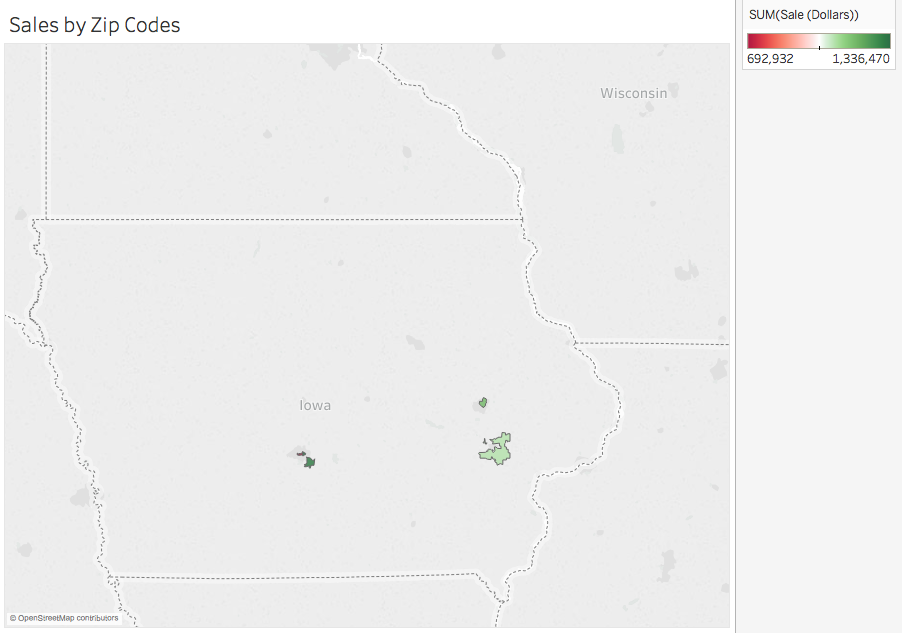 Sales by Zip Codes
SUM(Sale (Dollars))
692,932 1,336,470
Wisconsin
Iowa
© OpenStreetMap contributors